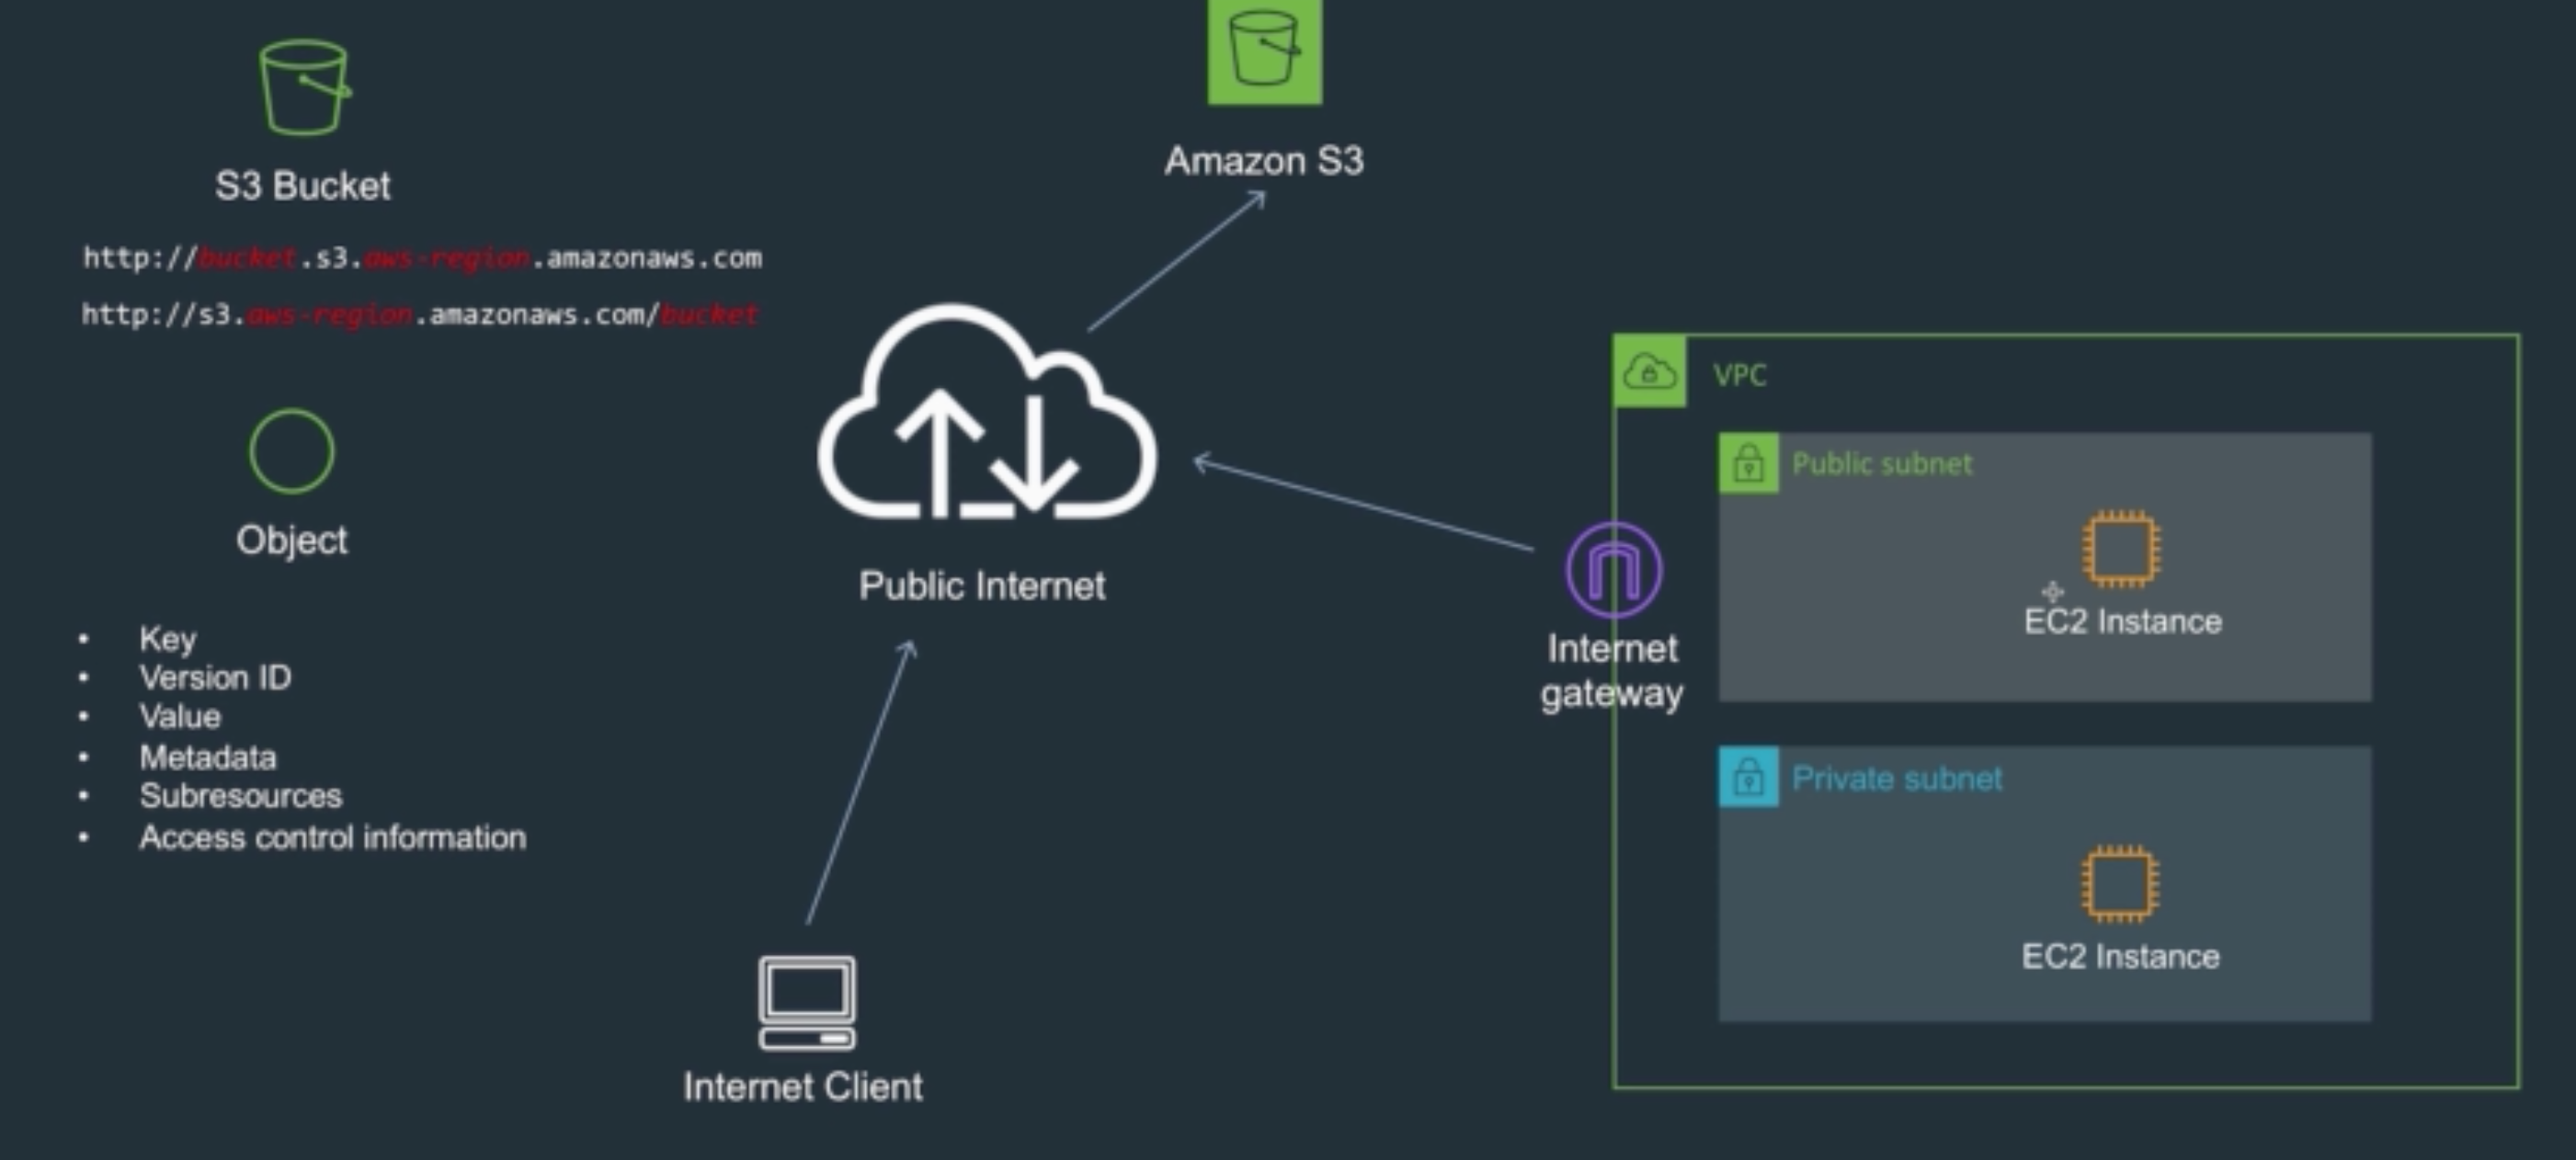 S3 Bucket
http://bucket.s3.aws-region.amazonaws.com
http://s3.aws-region.amazonaws.com/bucket
Object
• Key
• Version ID
• Value
• Metadata
• Subresources
• Access control information
Amazon S3
Public Internet
Internet Client
Internet
gateway
VPC
Public subnet
EC2 Instance
Private subnet
EC2 Instance